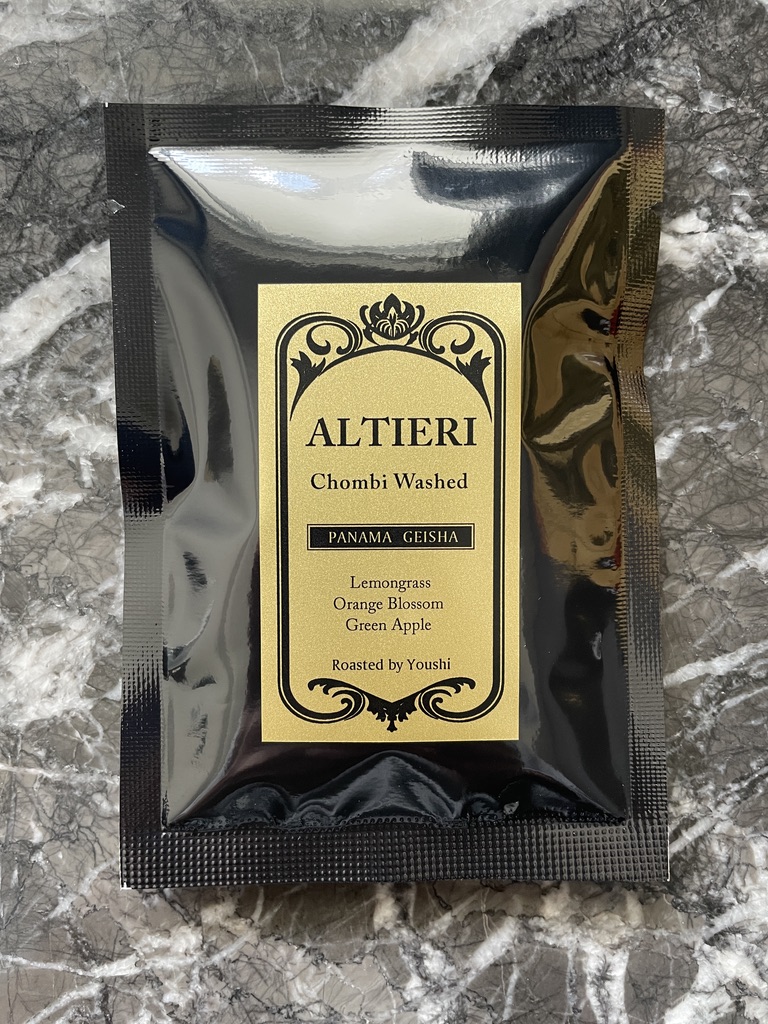 ALTIERI
Chombi Washed
PANAMA GEISHA
Lemongrass
Orange Blossom
Green Apple
Roasted by Youshi